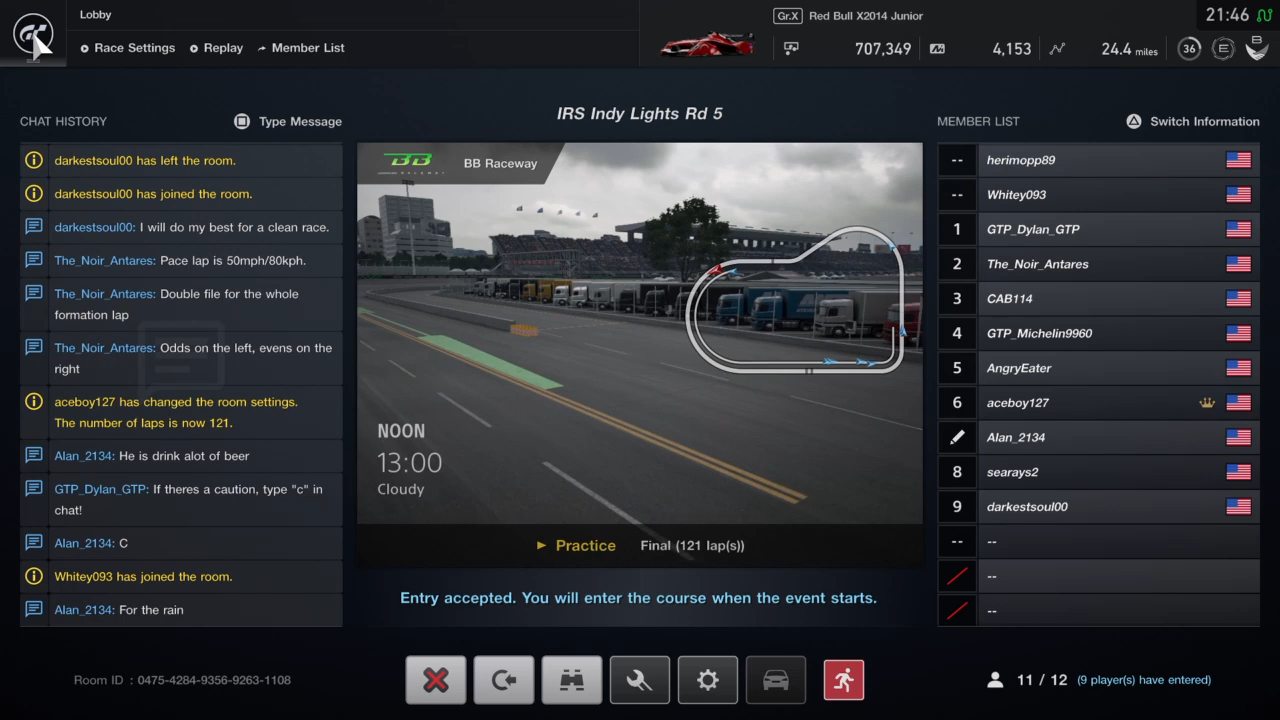 Lobby
Race Settings
Replay
Member List
Gr.X
Red Bull X2014 Junior
21:46
707,349
4,153
24.4 miles
36
E
B
CHAT HISTORY
Type Message
darkestsoul00 has left the room.
darkestsoul00 has joined the room.
darkestsoul00: I will do my best for a clean race.
The_Noir_Antares: Pace lap is 50mph/80kph.
The_Noir_Antares: Double file for the whole
formation lap
The_Noir_Antares: Odds on the left, evens on the
right
aceboy127 has changed the room settings.
The number of laps is now 121.
Alan_2134: He is drink alot of beer
GTP_Dylan_GTP: If theres a caution, type "c" in
chat!
Alan_2134: C
Whitey093 has joined the room.
Alan_2134: For the rain
IRS Indy Lights Rd 5
BB
RACEWAY
BB Raceway
NOON
13:00
Cloudy
Practice
Final (121 lap(s))
Entry accepted. You will enter the course when the event starts.
MEMBER LIST
Switch Information
-- herimopp89
-- Whitey093
1 GTP_Dylan_GTP
2 The_Noir_Antares
3 CAB114
4 GTP_Michelin9960
5 AngryEater
6 aceboy127
Alan_2134
8 searays2
9 darkestsoul00
-- --
--
--
Room ID : 0475-4284-9356-9263-1108
11 / 12 (9 player(s) have entered)